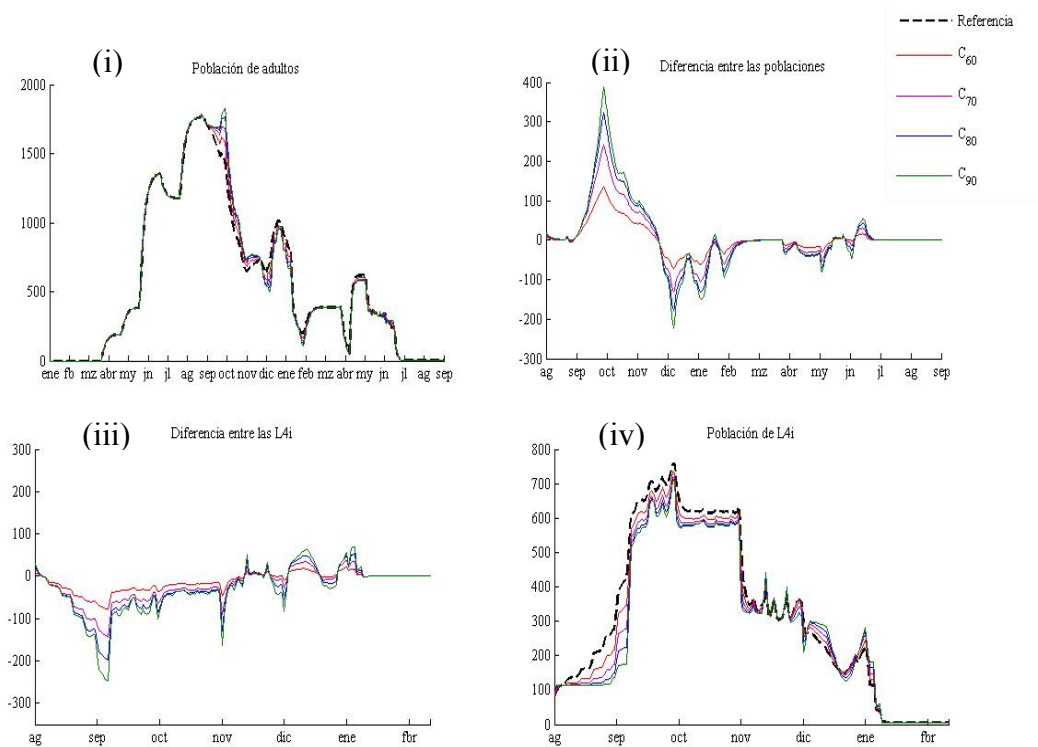 Referencia
C60
C70
C80
C90
(i)
Población de adultos
2000
1500
1000
500
0
ene fb mz abr my jn jl ag sep oct nov dic ene feb mz abr my jn jl ag sep
(ii)
Diferencia entre las poblaciones
400
300
200
100
0
-100
-200
-300
ag sep oct nov dic ene feb mz abr my jn jl ag sep
(iii)
Diferencia entre las L4i
300
200
100
0
-100
-200
-300
ag sep oct nov dic ene fbr
(iv)
Población de L4i
800
700
600
500
400
300
200
100
0
ag sep oct nov dic ene fbr